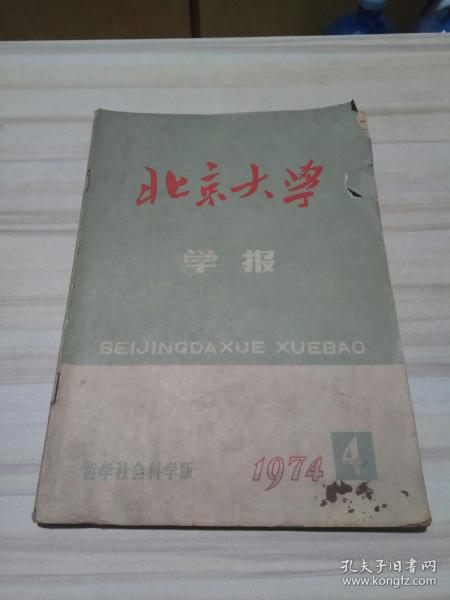 北京大学
学报
BEIJINGDAXUE XUEBAO
哲学社会科学版
1974 4
孔夫子旧书网
www.kongfz.com